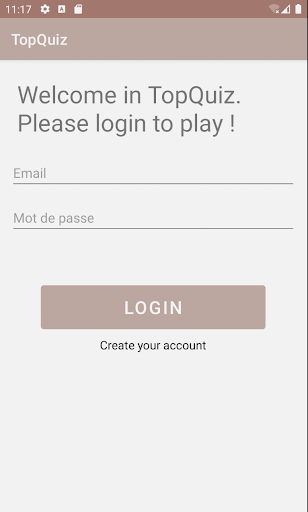 11:17
TopQuiz
Welcome in TopQuiz.
Please login to play !
Email
Mot de passe
LOGIN
Create your account